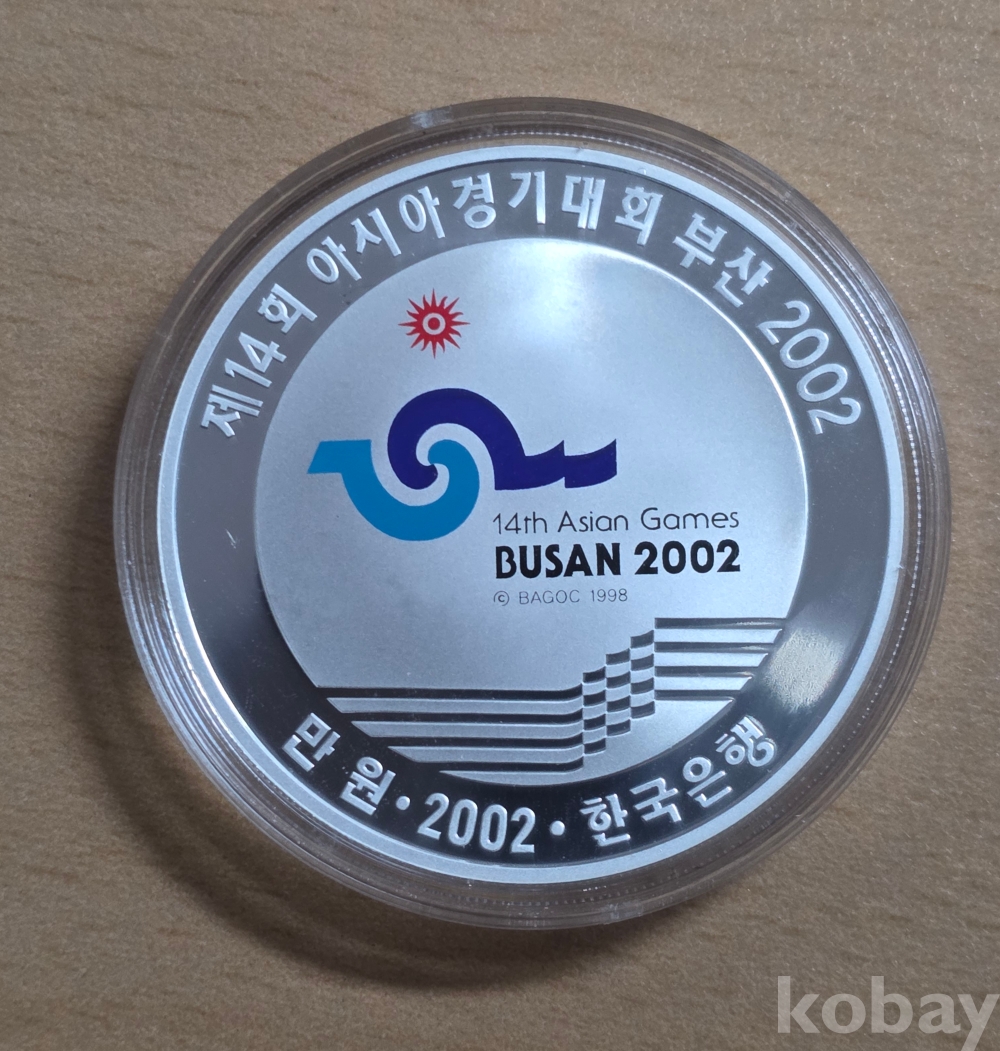 제14회 아시아경기대회 부산 2002
14th Asian Games
BUSAN 2002
© BAGOC 1998
만 원 · 2002 · 한국은행
kobay